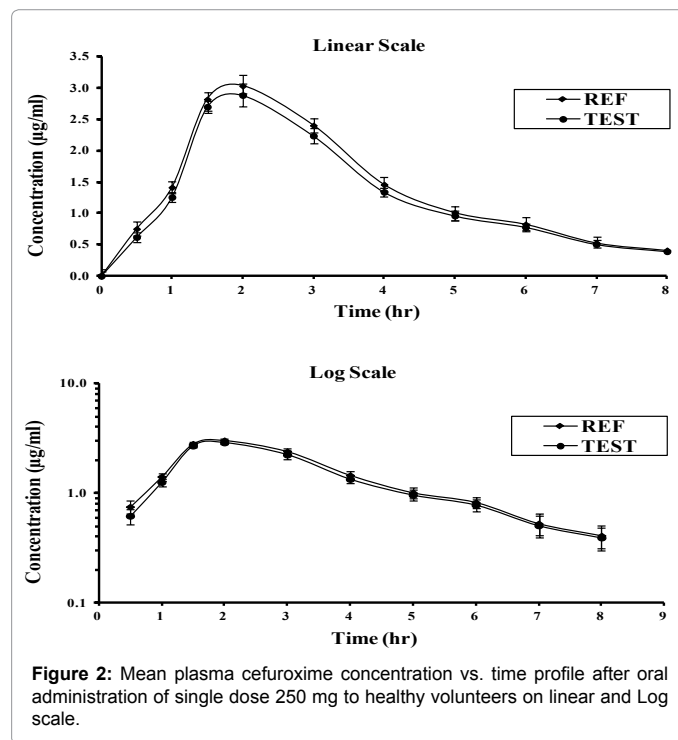 Linear Scale
Concentration (µg/ml)
3.5
3.0
2.5
2.0
1.5
1.0
0.5
0.0
REF
TEST
0 1 2 3 4 5 6 7 8
Time (hr)
Log Scale
Concentration (µg/ml)
10.0
1.0
0.1
REF
TEST
0 1 2 3 4 5 6 7 8 9
Time (hr)
Figure 2: Mean plasma cefuroxime concentration vs. time profile after oral
administration of single dose 250 mg to healthy volunteers on linear and Log
scale.